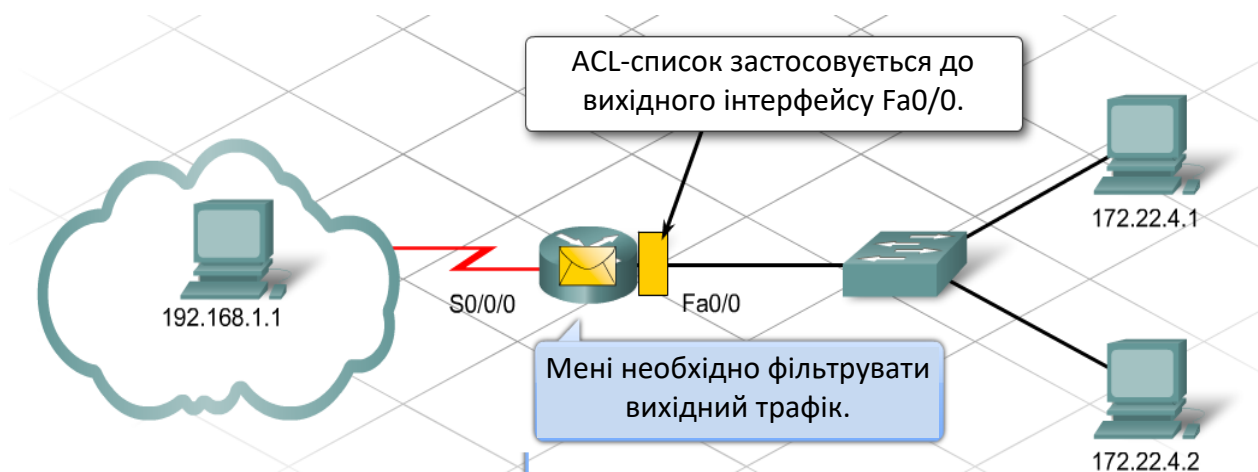 ACL-список застосовується до
вихідного інтерфейсу Fa0/0.
172.22.4.1
192.168.1.1
S0/0/0
Fa0/0
Мені необхідно фільтрувати
вихідний трафік.
172.22.4.2